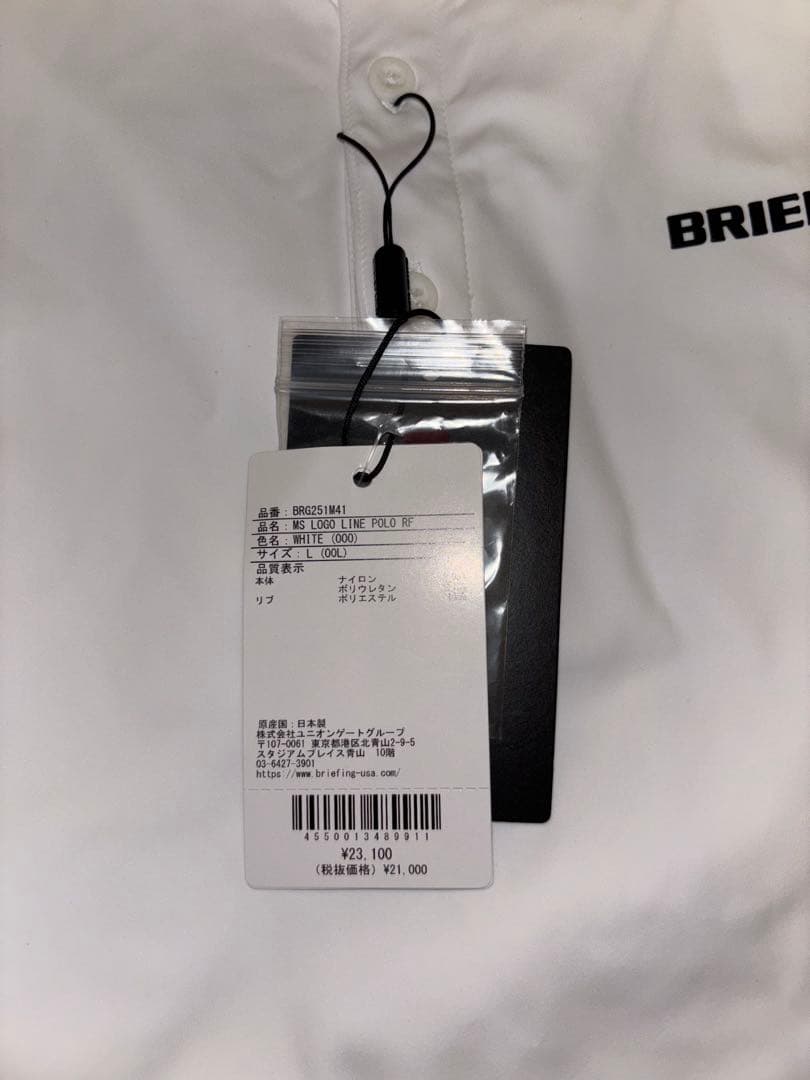 BRIE
品番 : BRG251M41
品名 : MS LOGO LINE POLO RF
色名 : WHITE (000)
サイズ : L (00L)
品質表示
本体 ナイロン
ポリウレタン
リブ ポリエステル
原産国 : 日本製
株式会社ユニオンゲートグループ
〒107-0061 東京都港区北青山2-9-5
スタジアムプレイス青山 10階
03-6427-3901
https://www.briefing-usa.com/
4550013489911
¥23,100
(税抜価格) ¥21,000